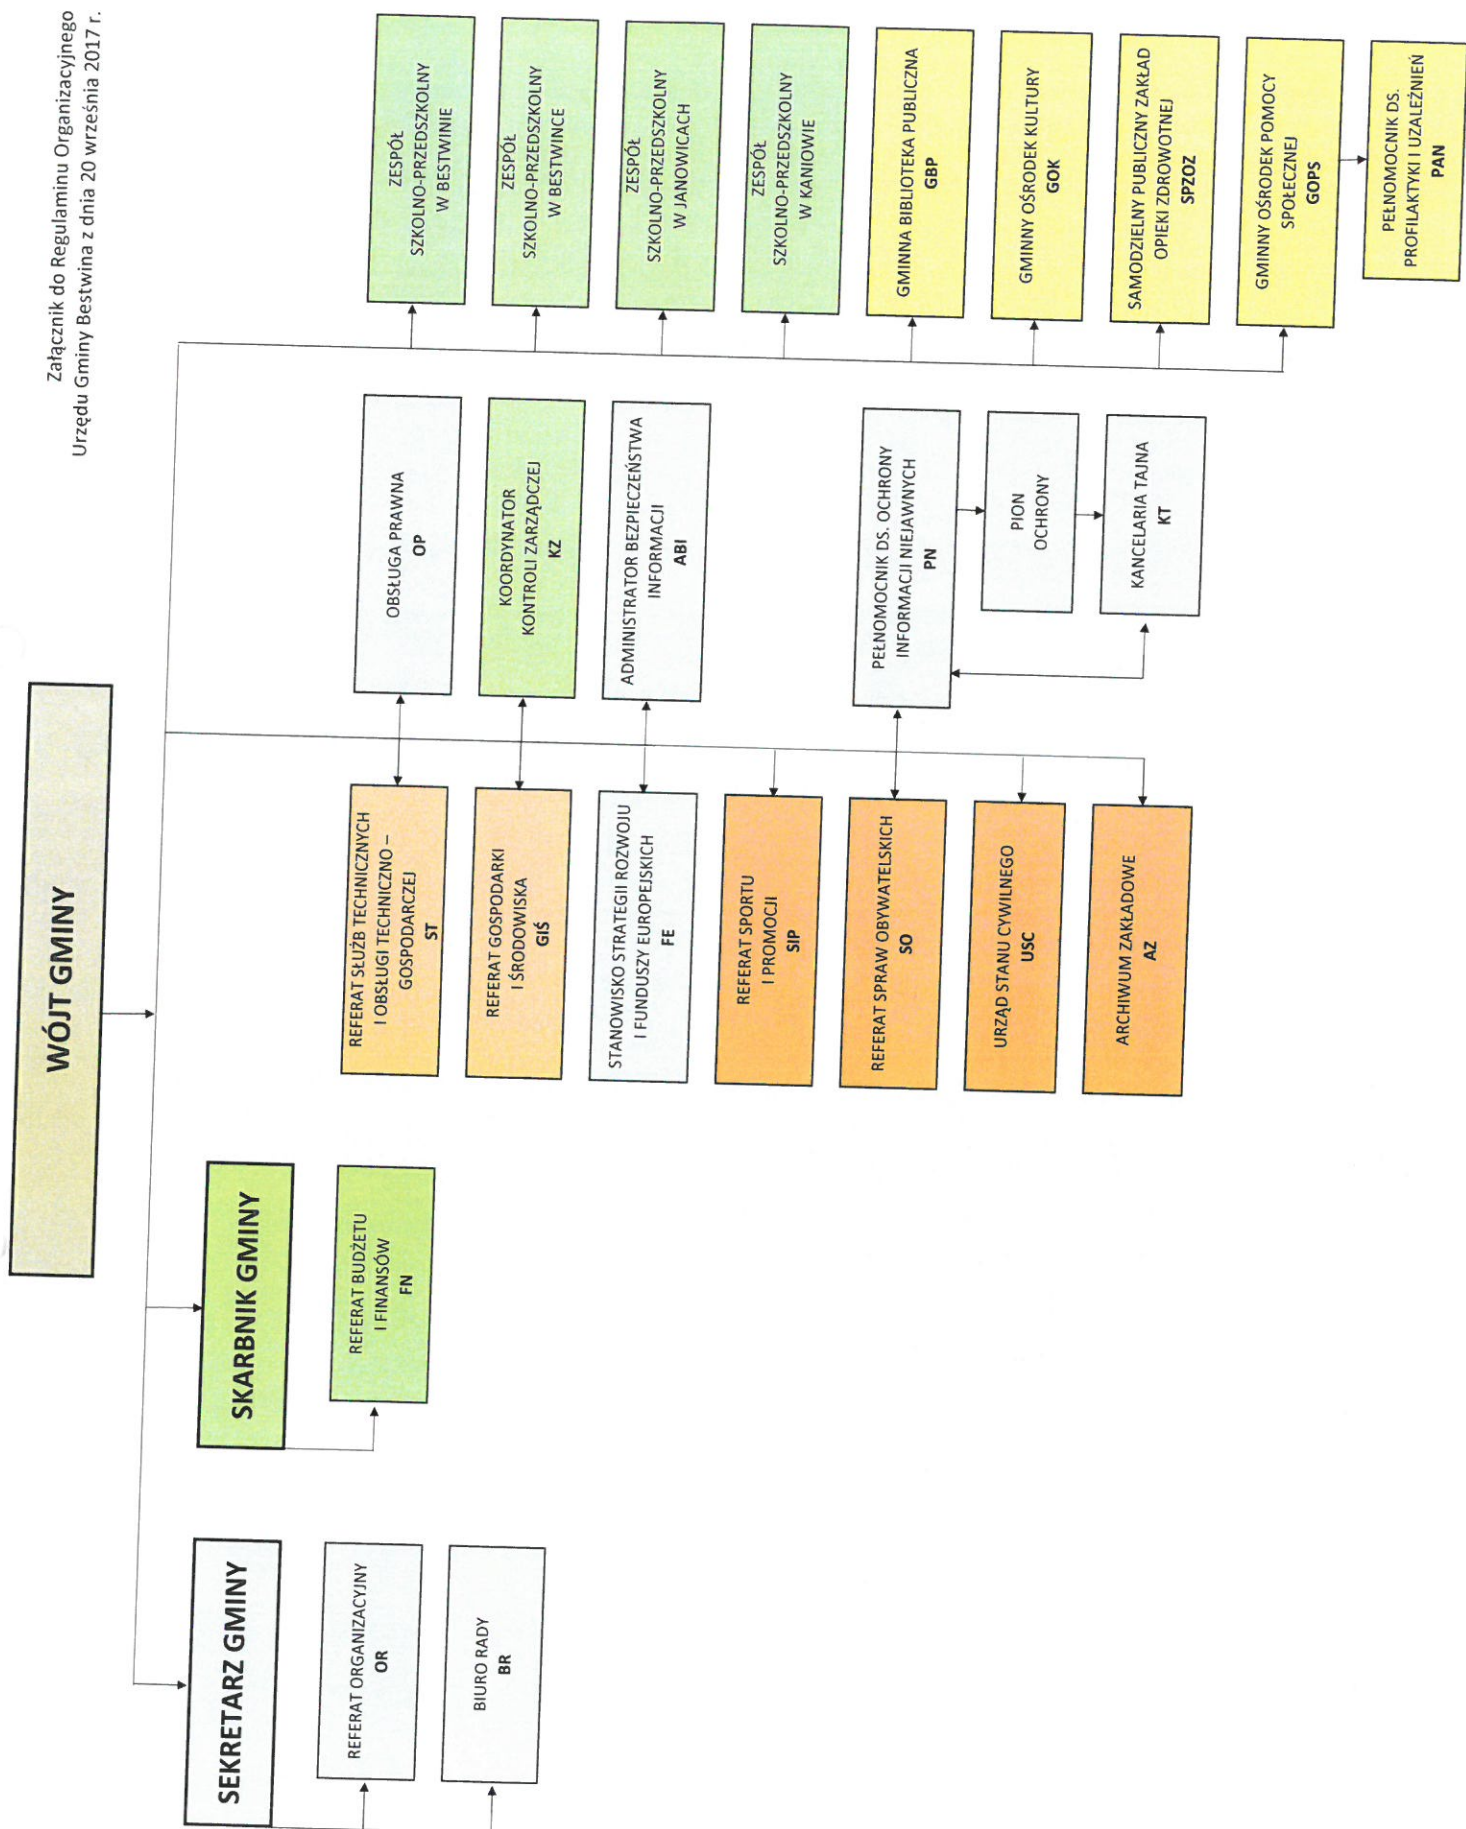 Załącznik do Regulaminu Organizacyjnego
Urzędu Gminy Bestwina z dnia 20 września 2017 r.
WÓJT GMINY
SEKRETARZ GMINY
REFERAT ORGANIZACYJNY
OR
BIURO RADY
BR
SKARBNIK GMINY
REFERAT BUDŻETU
I FINANSÓW
FN
REFERAT SŁUŻB TECHNICZNYCH
I OBSŁUGI TECHNICZNO –
GOSPODARCZEJ
ST
REFERAT GOSPODARKI
I ŚRODOWISKA
GIŚ
STANOWISKO STRATEGII ROZWOJU
I FUNDUSZY EUROPEJSKICH
FE
REFERAT SPORTU
I PROMOCJI
SIP
REFERAT SPRAW OBYWATELSKICH
SO
URZĄD STANU CYWILNEGO
USC
ARCHIWUM ZAKŁADOWE
AZ
OBSŁUGA PRAWNA
OP
KOORDYNATOR
KONTROLI ZARZĄDCZEJ
KZ
ADMINISTRATOR BEZPIECZEŃSTWA
INFORMACJI
ABI
PEŁNOMOCNIK DS. OCHRONY
INFORMACJI NIEJAWNYCH
PN
PION
OCHRONY
KANCELARIA TAJNA
KT
ZESPÓŁ
SZKOLNO-PRZEDSZKOLNY
W BESTWINIE
ZESPÓŁ
SZKOLNO-PRZEDSZKOLNY
W BESTWINCE
ZESPÓŁ
SZKOLNO-PRZEDSZKOLNY
W JANOWICACH
ZESPÓŁ
SZKOLNO-PRZEDSZKOLNY
W KANIOWIE
GMINNA BIBLIOTEKA PUBLICZNA
GBP
GMINNY OŚRODEK KULTURY
GOK
SAMODZIELNY PUBLICZNY ZAKŁAD
OPIEKI ZDROWOTNEJ
SPZOZ
GMINNY OŚRODEK POMOCY
SPOŁECZNEJ
GOPS
PEŁNOMOCNIK DS.
PROFILAKTYKI I UZALEŻNIEŃ
PAN